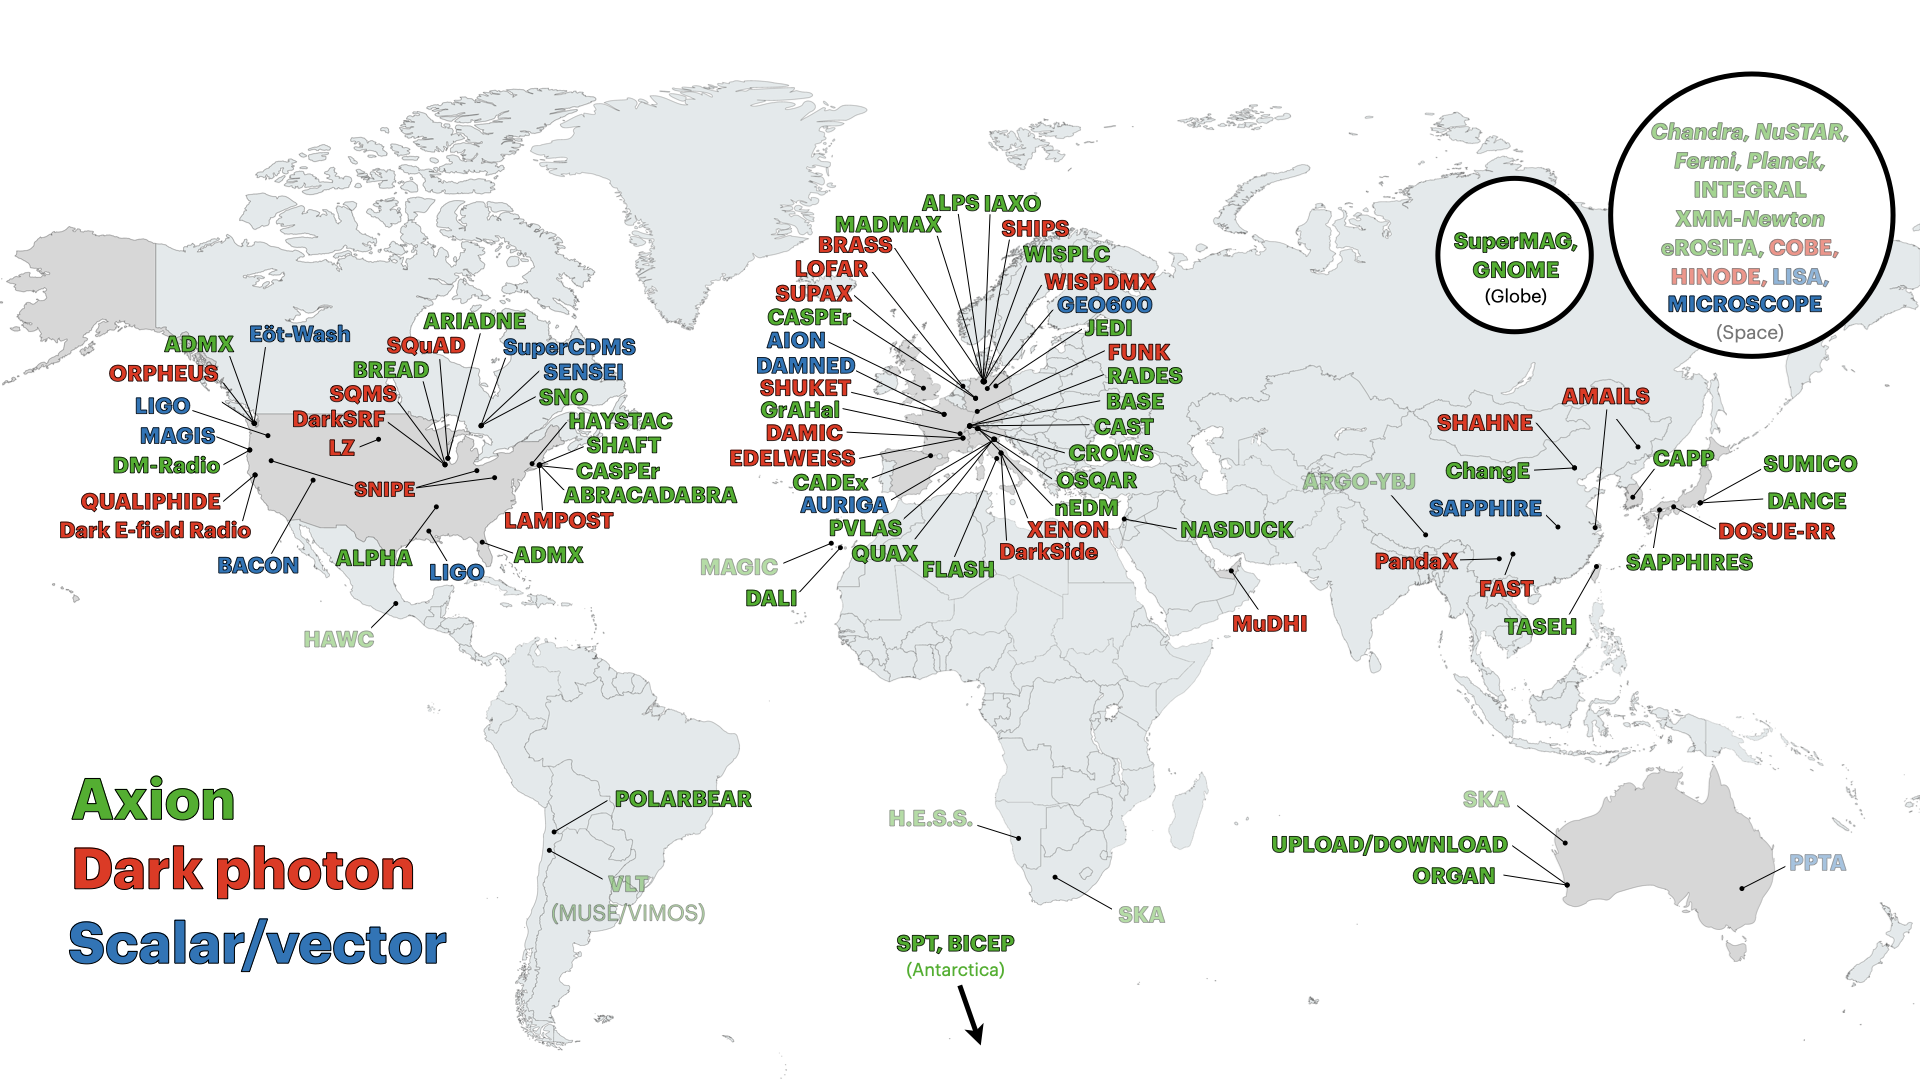 Chandra, NuSTAR,
Fermi, Planck,
INTEGRAL
XMM-Newton
eROSITA, COBE,
HINODE, LISA,
MICROSCOPE
(Space)
SuperMAG,
GNOME
(Globe)
ADMX
Eöt-Wash
ORPHEUS
LIGO
MAGIS
DM-Radio
QUALIPHIDE
Dark E-field Radio
BACON
ARIADNE
SQuAD
BREAD
SQMS
DarkSRF
LZ
SNIPE
SuperCDMS
SENSEI
SNO
HAYSTAC
SHAFT
CASPEr
ABRACADABRA
LAMPOST
ADMX
ALPHA
LIGO
HAWC
ALPS IAXO
MADMAX
BRASS
LOFAR
SUPAX
CASPEr
AION
DAMNED
SHUKET
GrAHal
DAMIC
EDELWEISS
CADEx
AURIGA
PVLAS
QUAX
FLASH
MAGIC
DALI
SHIPS
WISPLC
WISPDMX
GEO600
JEDI
FUNK
RADES
BASE
CAST
CROWS
OSQAR
nEDM
XENON
DarkSide
NASDUCK
MuDHI
AMAILS
SHAHNE
ChangE
ARGO-YBJ
SAPPHIRE
PandaX
FAST
TASEH
CAPP
SUMICO
DANCE
DOSUE-RR
SAPPHIRES
POLARBEAR
VLT
(MUSE/VIMOS)
H.E.S.S.
SKA
SKA
UPLOAD/DOWNLOAD
ORGAN
PPTA
SPT, BICEP
(Antarctica)
Axion
Dark photon
Scalar/vector